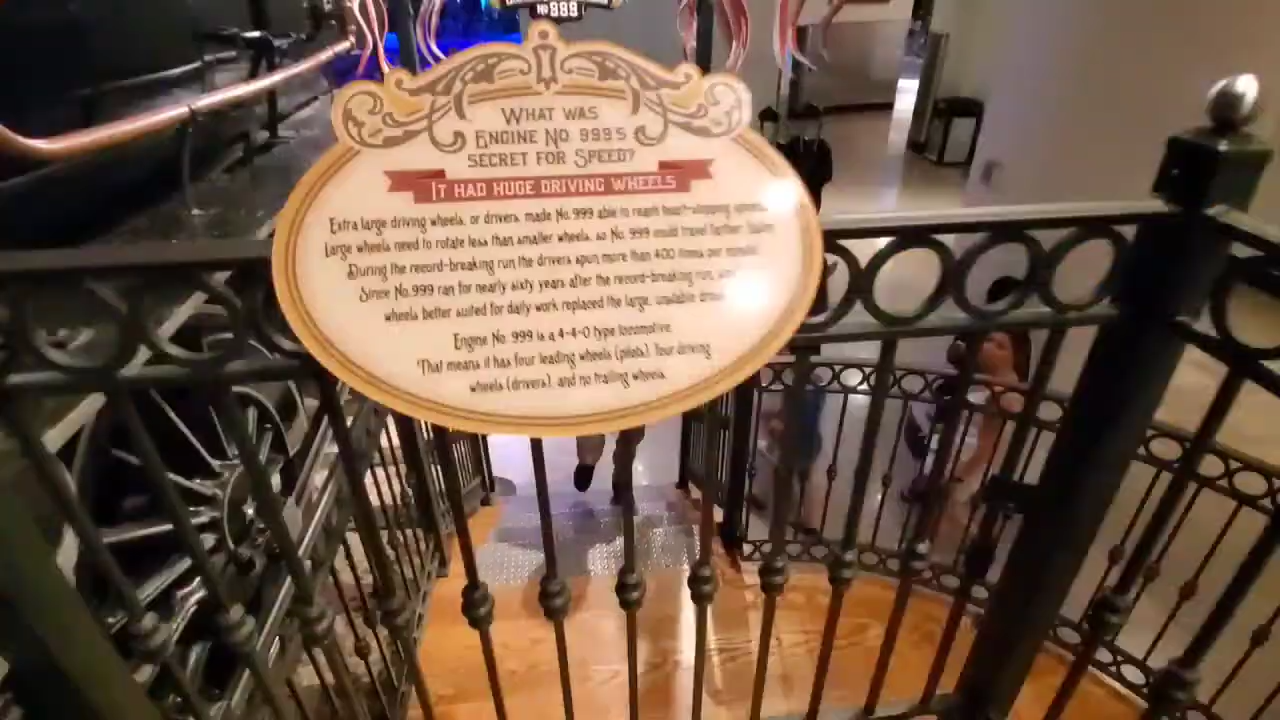 No 999
WHAT WAS
ENGINE NO. 999'S
SECRET FOR SPEED?
IT HAD HUGE DRIVING WHEELS
Extra large driving wheels, or drivers, made No. 999 able to reach heart-stopping speeds.
Large wheels need to rotate less than smaller wheels, so No. 999 could travel farther, faster.
During the record-breaking run the drivers spun more than 400 times per minute!
Since No. 999 ran for nearly sixty years after the record-breaking run,
wheels better suited for daily work replaced the large,
Engine No. 999 is a 4-4-0 type locomotive.
That means it has four leading wheels (pilots), four driving
wheels (drivers), and no trailing wheels.